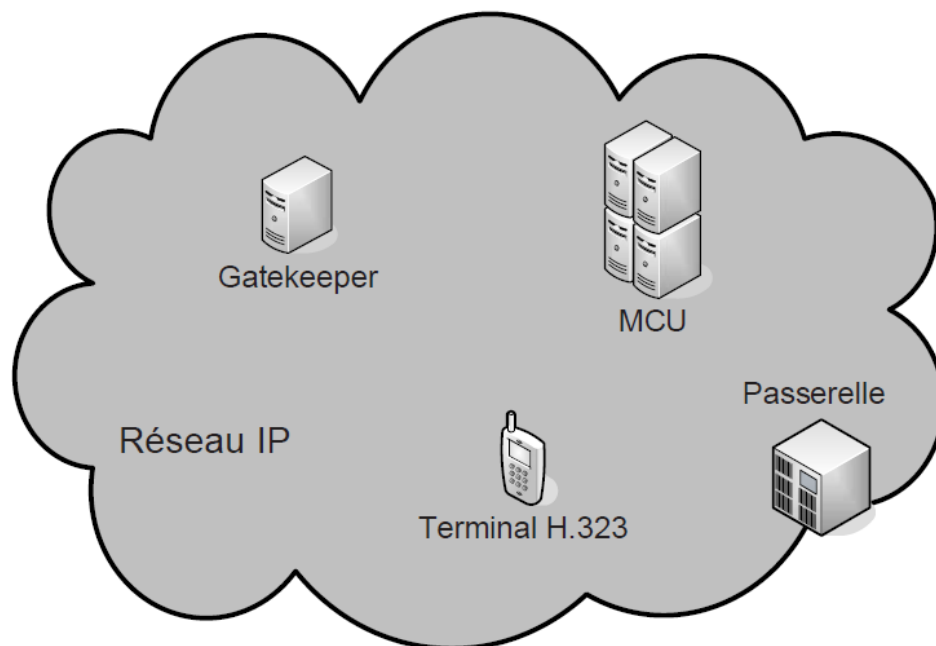 Gatekeeper
MCU
Passerelle
Réseau IP
Terminal H.323